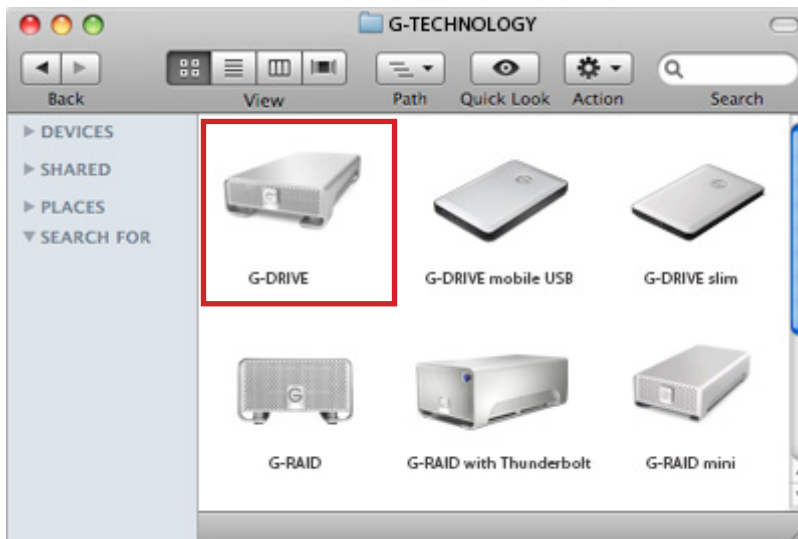 G-TECHNOLOGY
Back View Path Quick Look Action Search
DEVICES
SHARED
PLACES
SEARCH FOR
G-DRIVE G-DRIVE mobile USB G-DRIVE slim
G
G-RAID G-RAID with Thunderbolt G-RAID mini